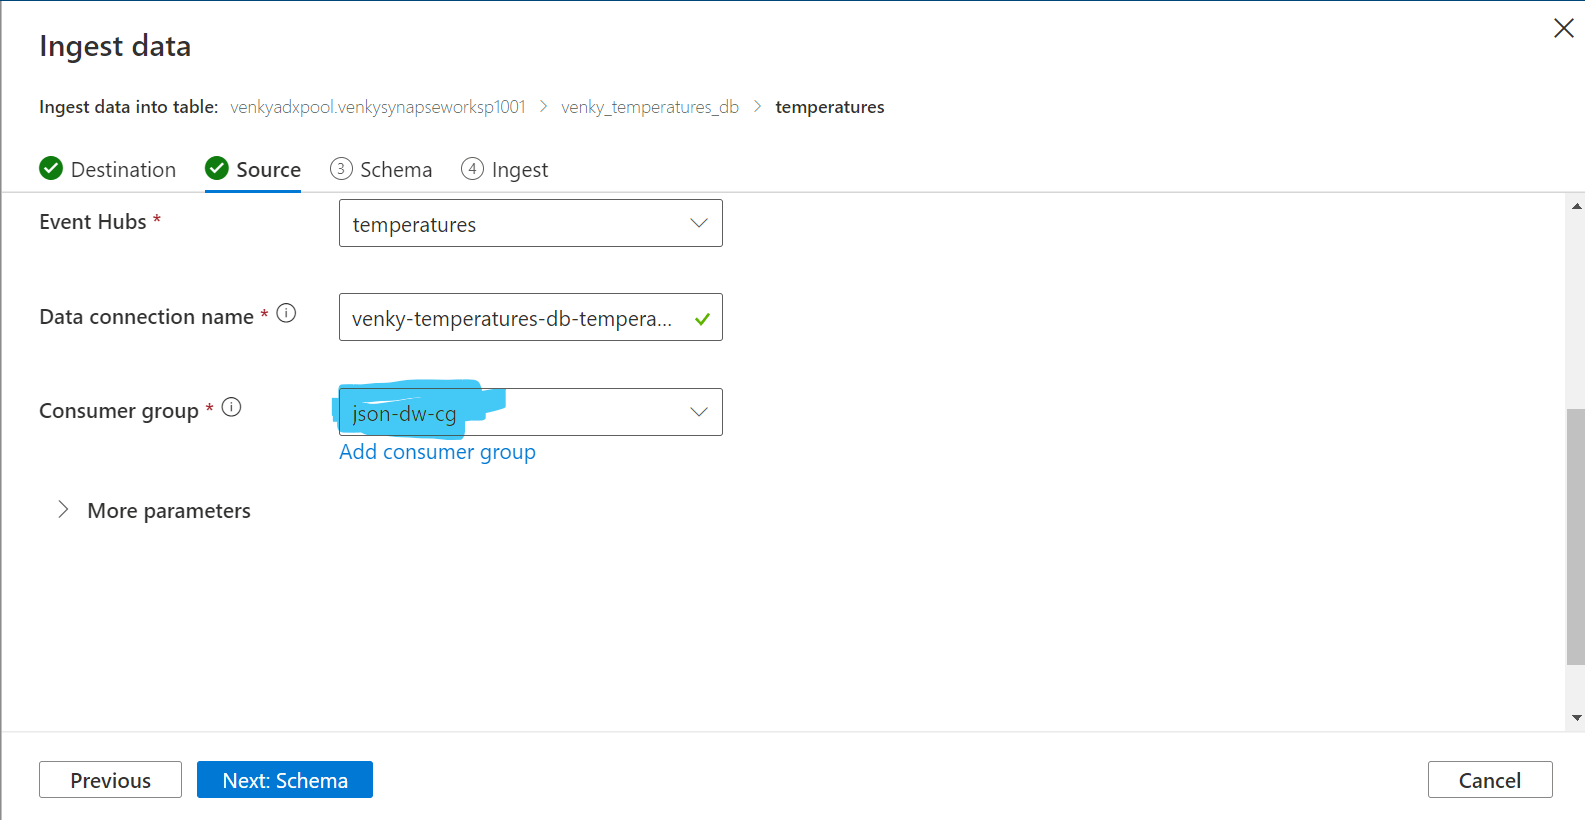 Ingest data
Ingest data into table: venkyadxpool.venkysynapseworksp1001 > venky_temperatures_db > temperatures
Destination Source 3 Schema 4 Ingest
Event Hubs * temperatures
Data connection name * venky-temperatures-db-tempera...
Consumer group * json-dw-cg
Add consumer group
More parameters
Previous Next: Schema Cancel